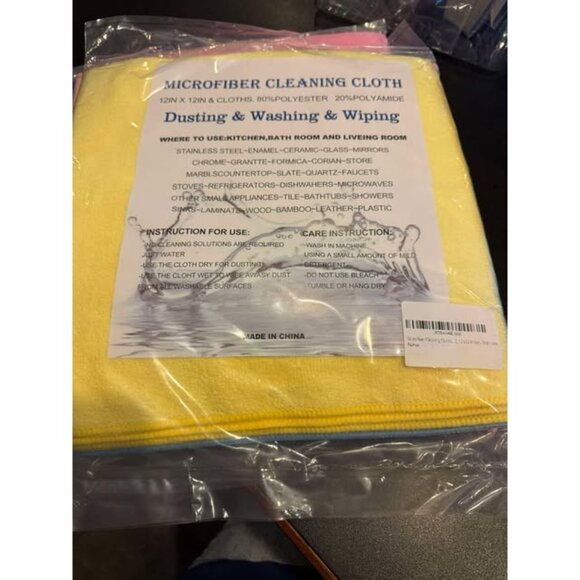 MICROFIBER CLEANING CLOTH
12IN X 12IN & CLOTHS. 80%POLYESTER 20%POLYAMIDE
Dusting & Washing & Wiping
WHERE TO USE:KITCHEN,BATH ROOM AND LIVEING ROOM
STAINLESS STEEL~ENAMEL~CERAMIC~GLASS~MIRRORS
CHROME~GRANTTE~FORMICA~CORIAN~STORE
MARBLSCOUNTERTOP~SLATE~QUARTZ~FAUCETS
STOVES~REFRIGERATORS~DISHWAHERS~MICROWAVES
OTHER SMALL APPLIANCES~TILE~BATHTUBS~SHOWERS
SINKS~LAMINATS~WOOD~BAMBOO~LEATHER~PLASTIC
INSTRUCTION FOR USE:
CLEANING SOLUTIONS ARE REQUIRED
JUST WATER
-USE THE CLOTH DRY FOR DUSTING
-USE THE CLOHT WET TO WIPE AWASY DUST
FROM ALL WASHABLE SURFACES
CARE INSTRUCTION:
-WASH IN MACHINE
USING A SMALL AMOUNT OF MILD
DETERGENT
-DO NOT USE BLEACH
TUMBLE OR HANG DRY
MADE IN CHINA